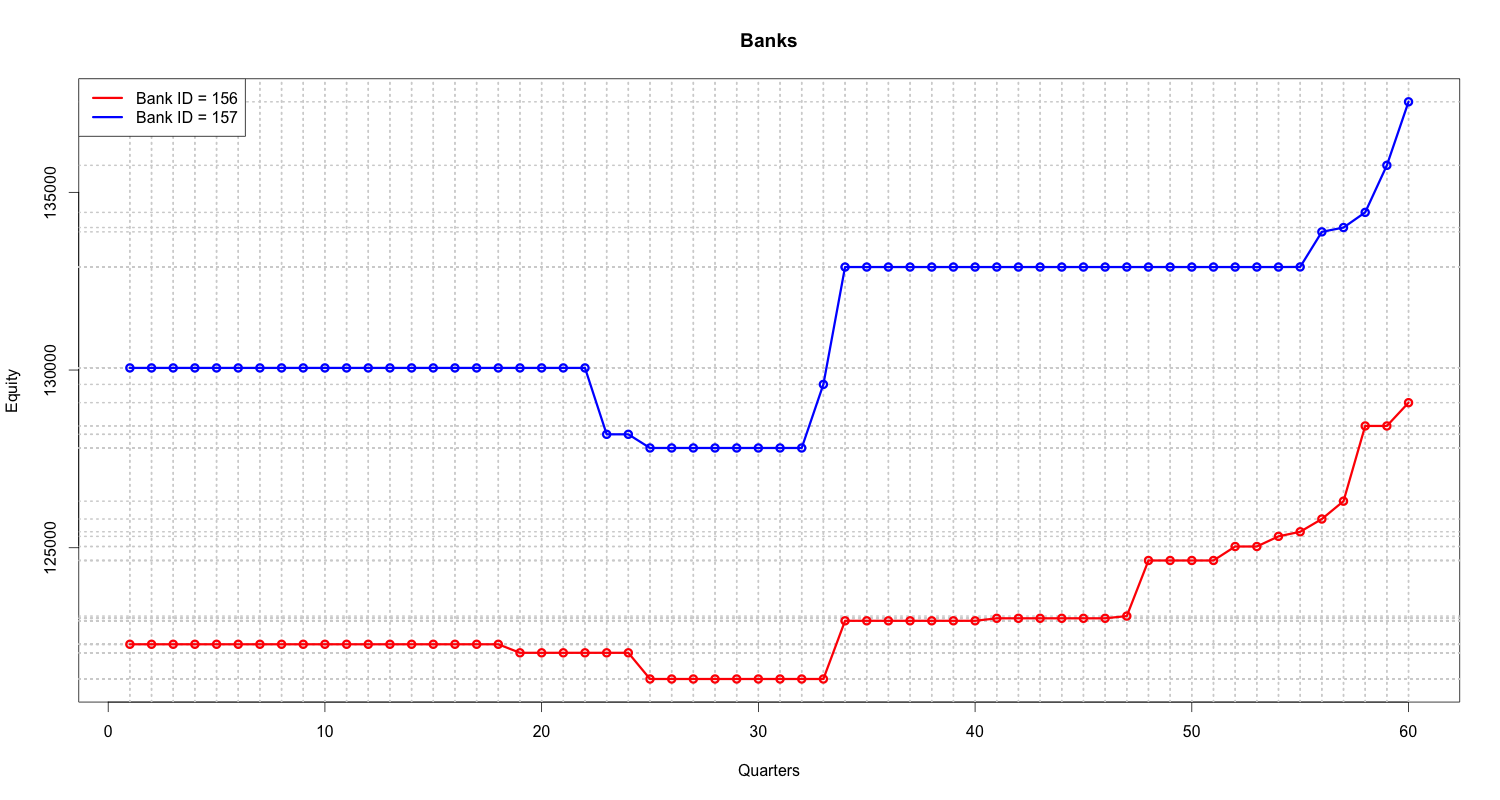 Banks
Bank ID = 156
Bank ID = 157
Equity
135000
130000
125000
0 10 20 30 40 50 60
Quarters